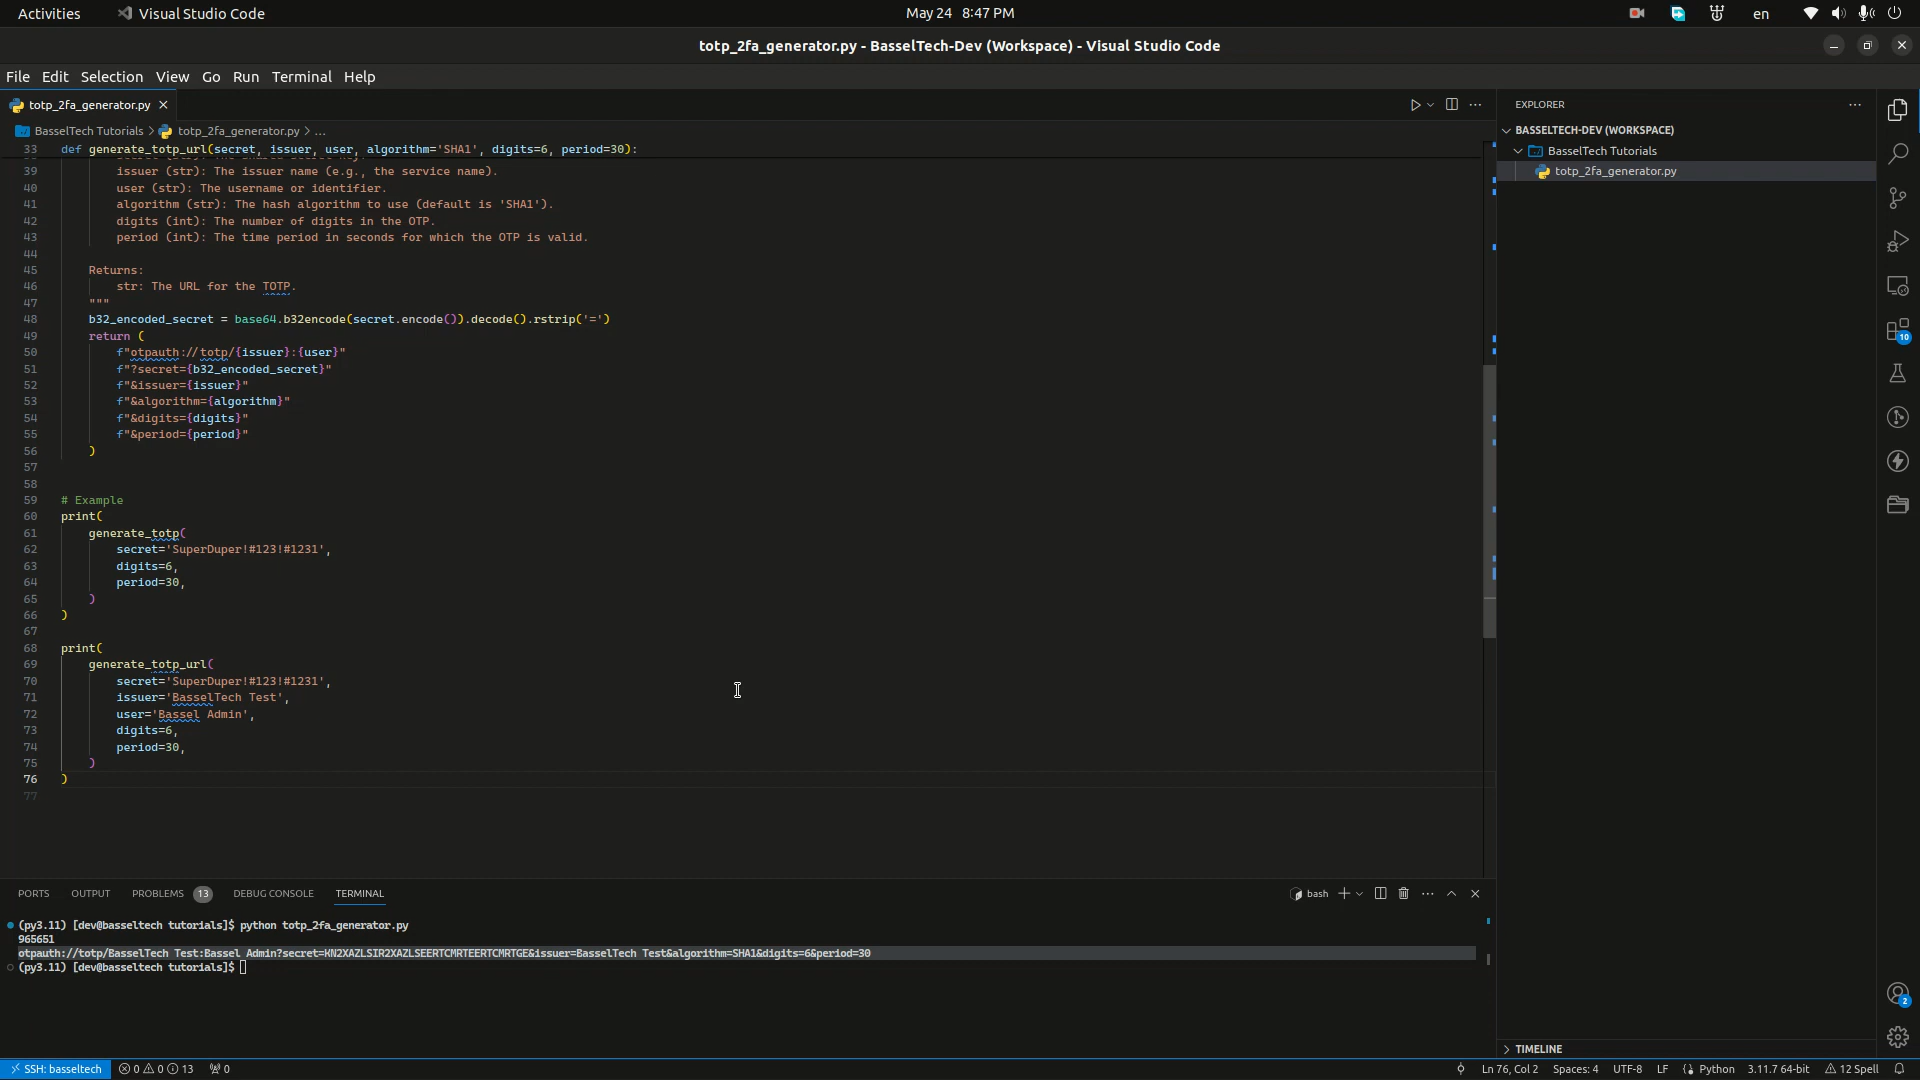 Activities
Visual Studio Code
May 24 8:47 PM
en
totp_2fa_generator.py - BasselTech-Dev (Workspace) - Visual Studio Code
File Edit Selection View Go Run Terminal Help
totp_2fa_generator.py
BasselTech Tutorials > totp_2fa_generator.py > ...
33 def generate_totp_url(secret, issuer, user, algorithm='SHA1', digits=6, period=30):
39 issuer (str): The issuer name (e.g., the service name).
40 user (str): The username or identifier.
41 algorithm (str): The hash algorithm to use (default is 'SHA1').
42 digits (int): The number of digits in the OTP.
43 period (int): The time period in seconds for which the OTP is valid.
44
45 Returns:
46 str: The URL for the TOTP.
47 """
48 b32_encoded_secret = base64.b32encode(secret.encode()).decode().rstrip('=')
49 return (
50 f"otpauth://totp/{issuer}:{user}"
51 f"?secret={b32_encoded_secret}"
52 f"&issuer={issuer}"
53 f"&algorithm={algorithm}"
54 f"&digits={digits}"
55 f"&period={period}"
56 )
57
58
59 # Example
60 print(
61 generate_totp(
62 secret='SuperDuper!#123!#1231',
63 digits=6,
64 period=30,
65 )
66 )
67
68 print(
69 generate_totp_url(
70 secret='SuperDuper!#123!#1231',
71 issuer='BasselTech Test',
72 user='Bassel Admin',
73 digits=6,
74 period=30,
75 )
76 )
77
EXPLORER
BASSELTECH-DEV (WORKSPACE)
BasselTech Tutorials
totp_2fa_generator.py
TIMELINE
10
2
PORTS OUTPUT PROBLEMS 13 DEBUG CONSOLE TERMINAL
bash
(py3.11) [dev@basseltech tutorials]$ python totp_2fa_generator.py
965651
otpauth://totp/BasselTech Test:Bassel Admin?secret=KN2XAZLSIR2XAZLSEERTCMRTEERTCMRTGE&issuer=BasselTech Test&algorithm=SHA1&digits=6&period=30
(py3.11) [dev@basseltech tutorials]$
SSH: basseltech 0 0 13 0
Ln 76, Col 2 Spaces: 4 UTF-8 LF Python 3.11.7 64-bit 12 Spell